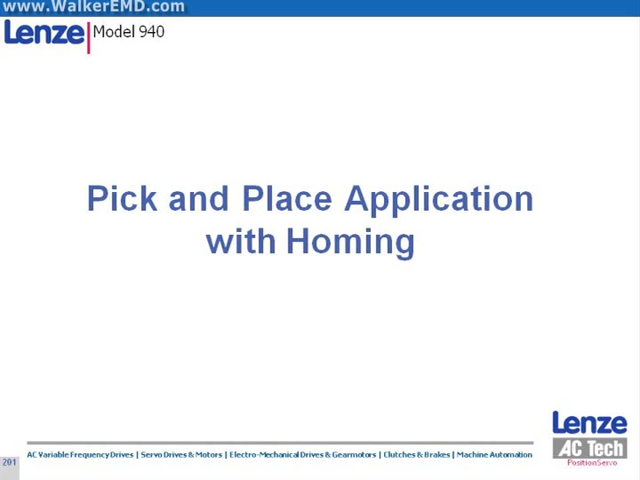 www.WalkerEMD.com
Lenze Model 940
Pick and Place Application
with Homing
Lenze
AC Tech
PositionServo
AC Variable Frequency Drives | Servo Drives & Motors | Electro-Mechanical Drives & Gearmotors | Clutches & Brakes | Machine Automation
201